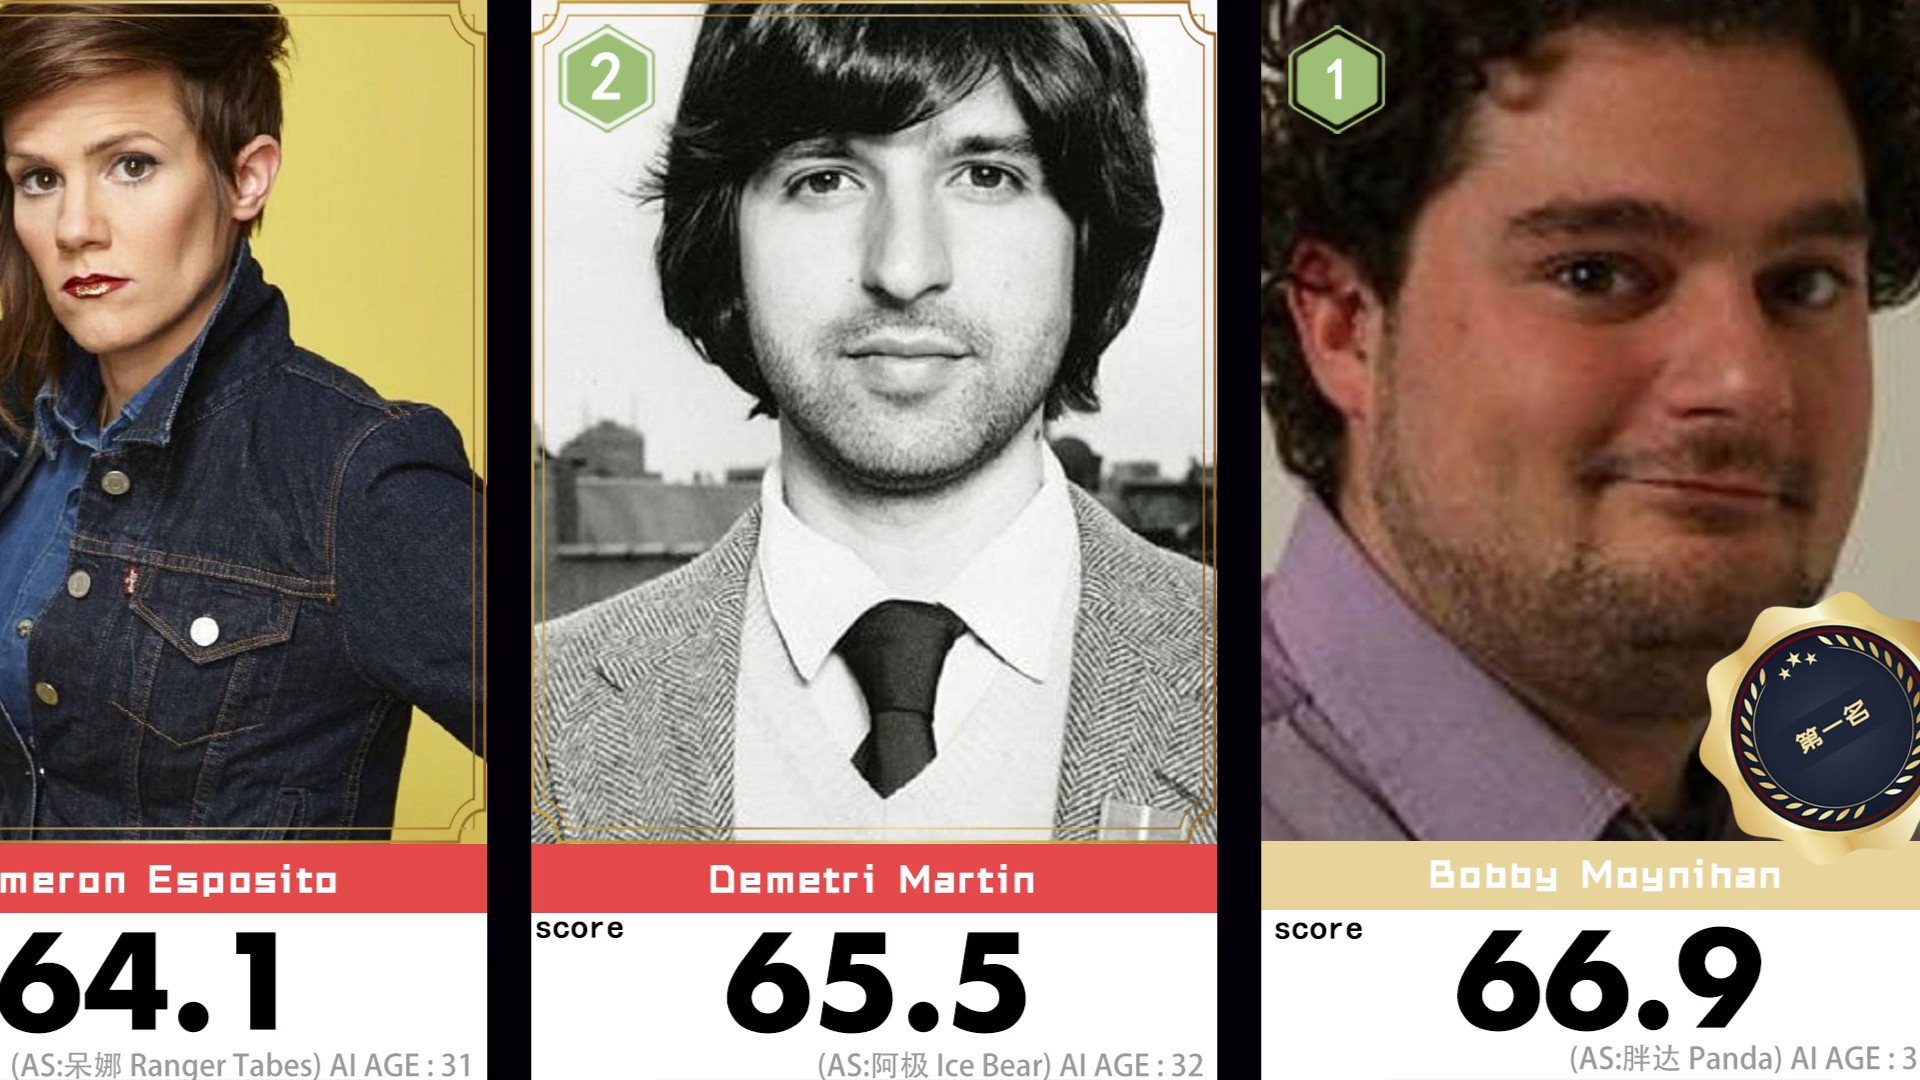 meron Esposito
64.1
(AS:呆娜 Ranger Tabes) AI AGE : 31
2
Demetri Martin
score
65.5
(AS:阿极 Ice Bear) AI AGE : 32
1
第一名
Bobby Moynihan
score
66.9
(AS:胖达 Panda) AI AGE : 3